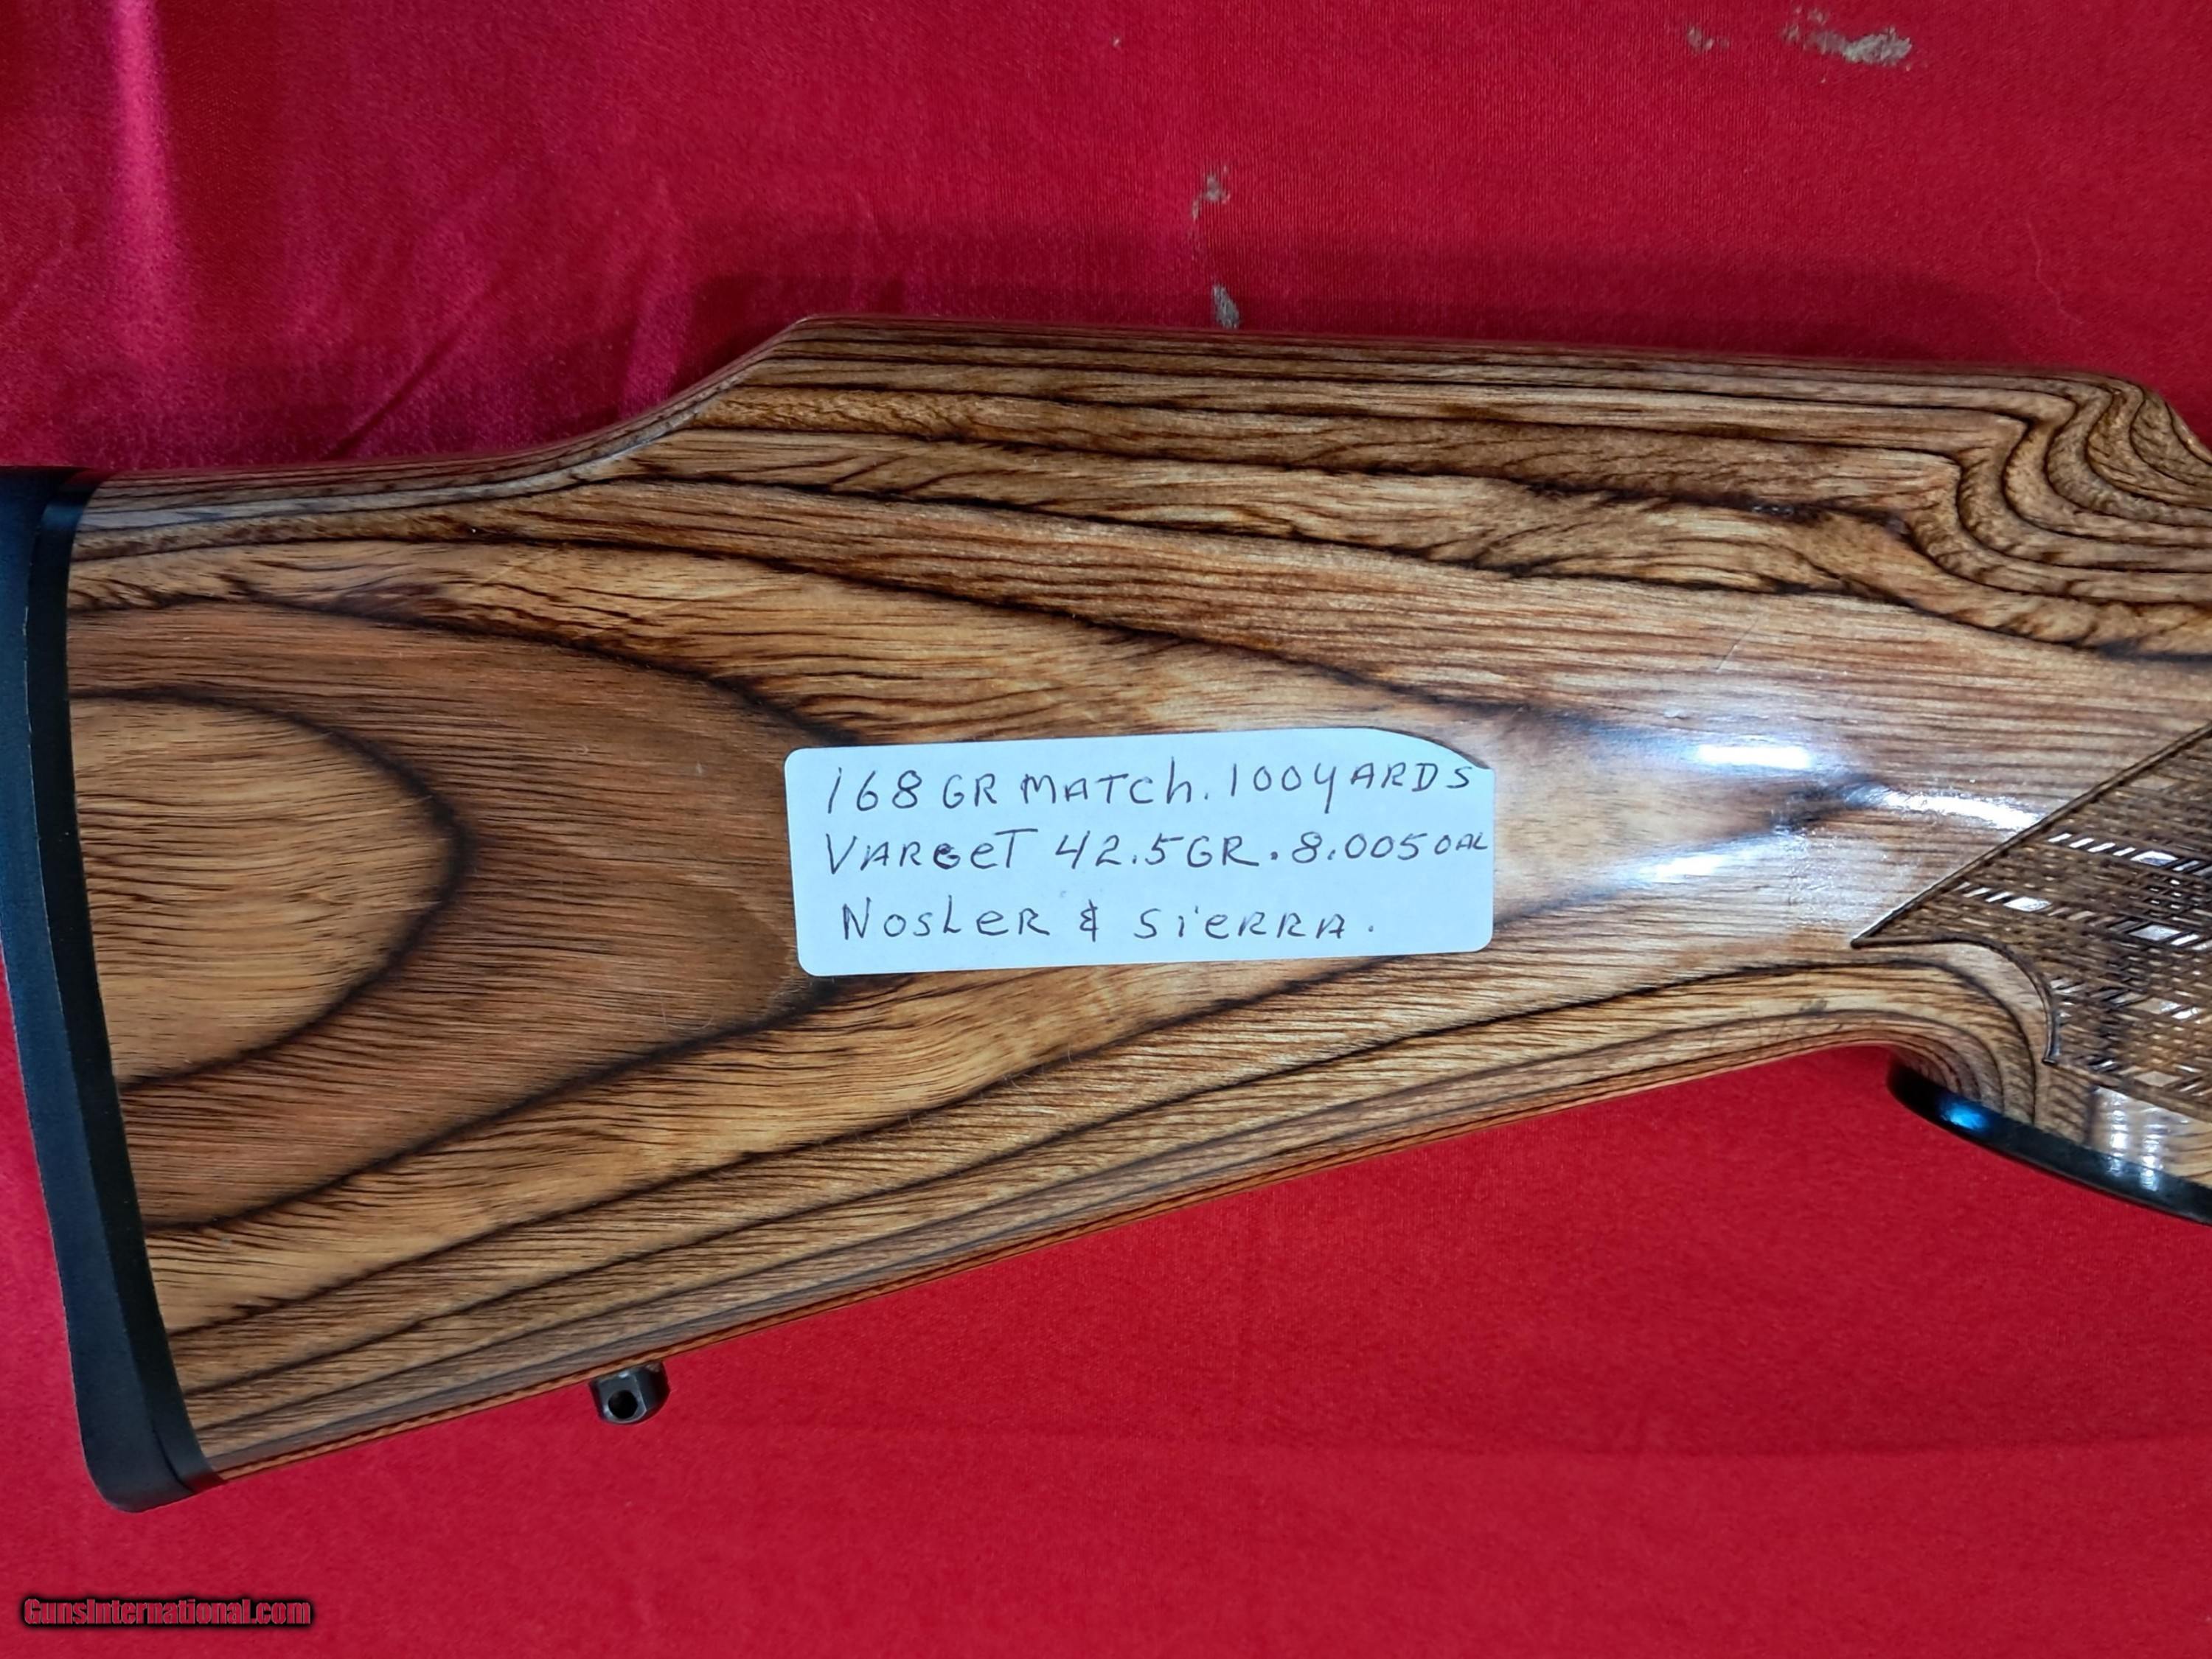 168 GR MATCh. 100 YARDS
VARGET 42.5 GR. 8.005 OAL
NOSLER & SiERRA.
GunsInternational.com